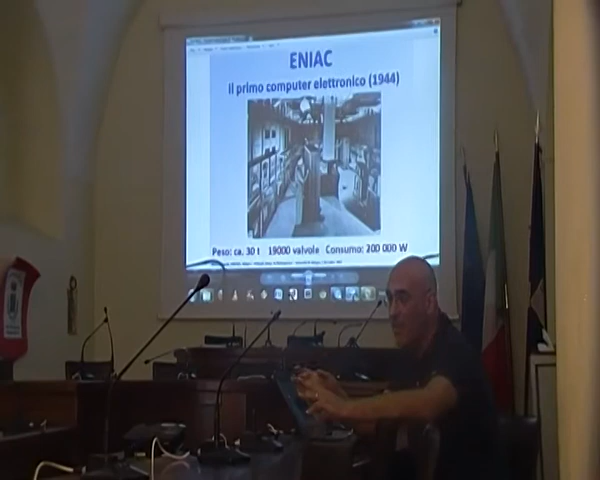 ENIAC
Il primo computer elettronico (1944)
Peso: ca. 30 t 19000 valvole Consumo: 200 000 W